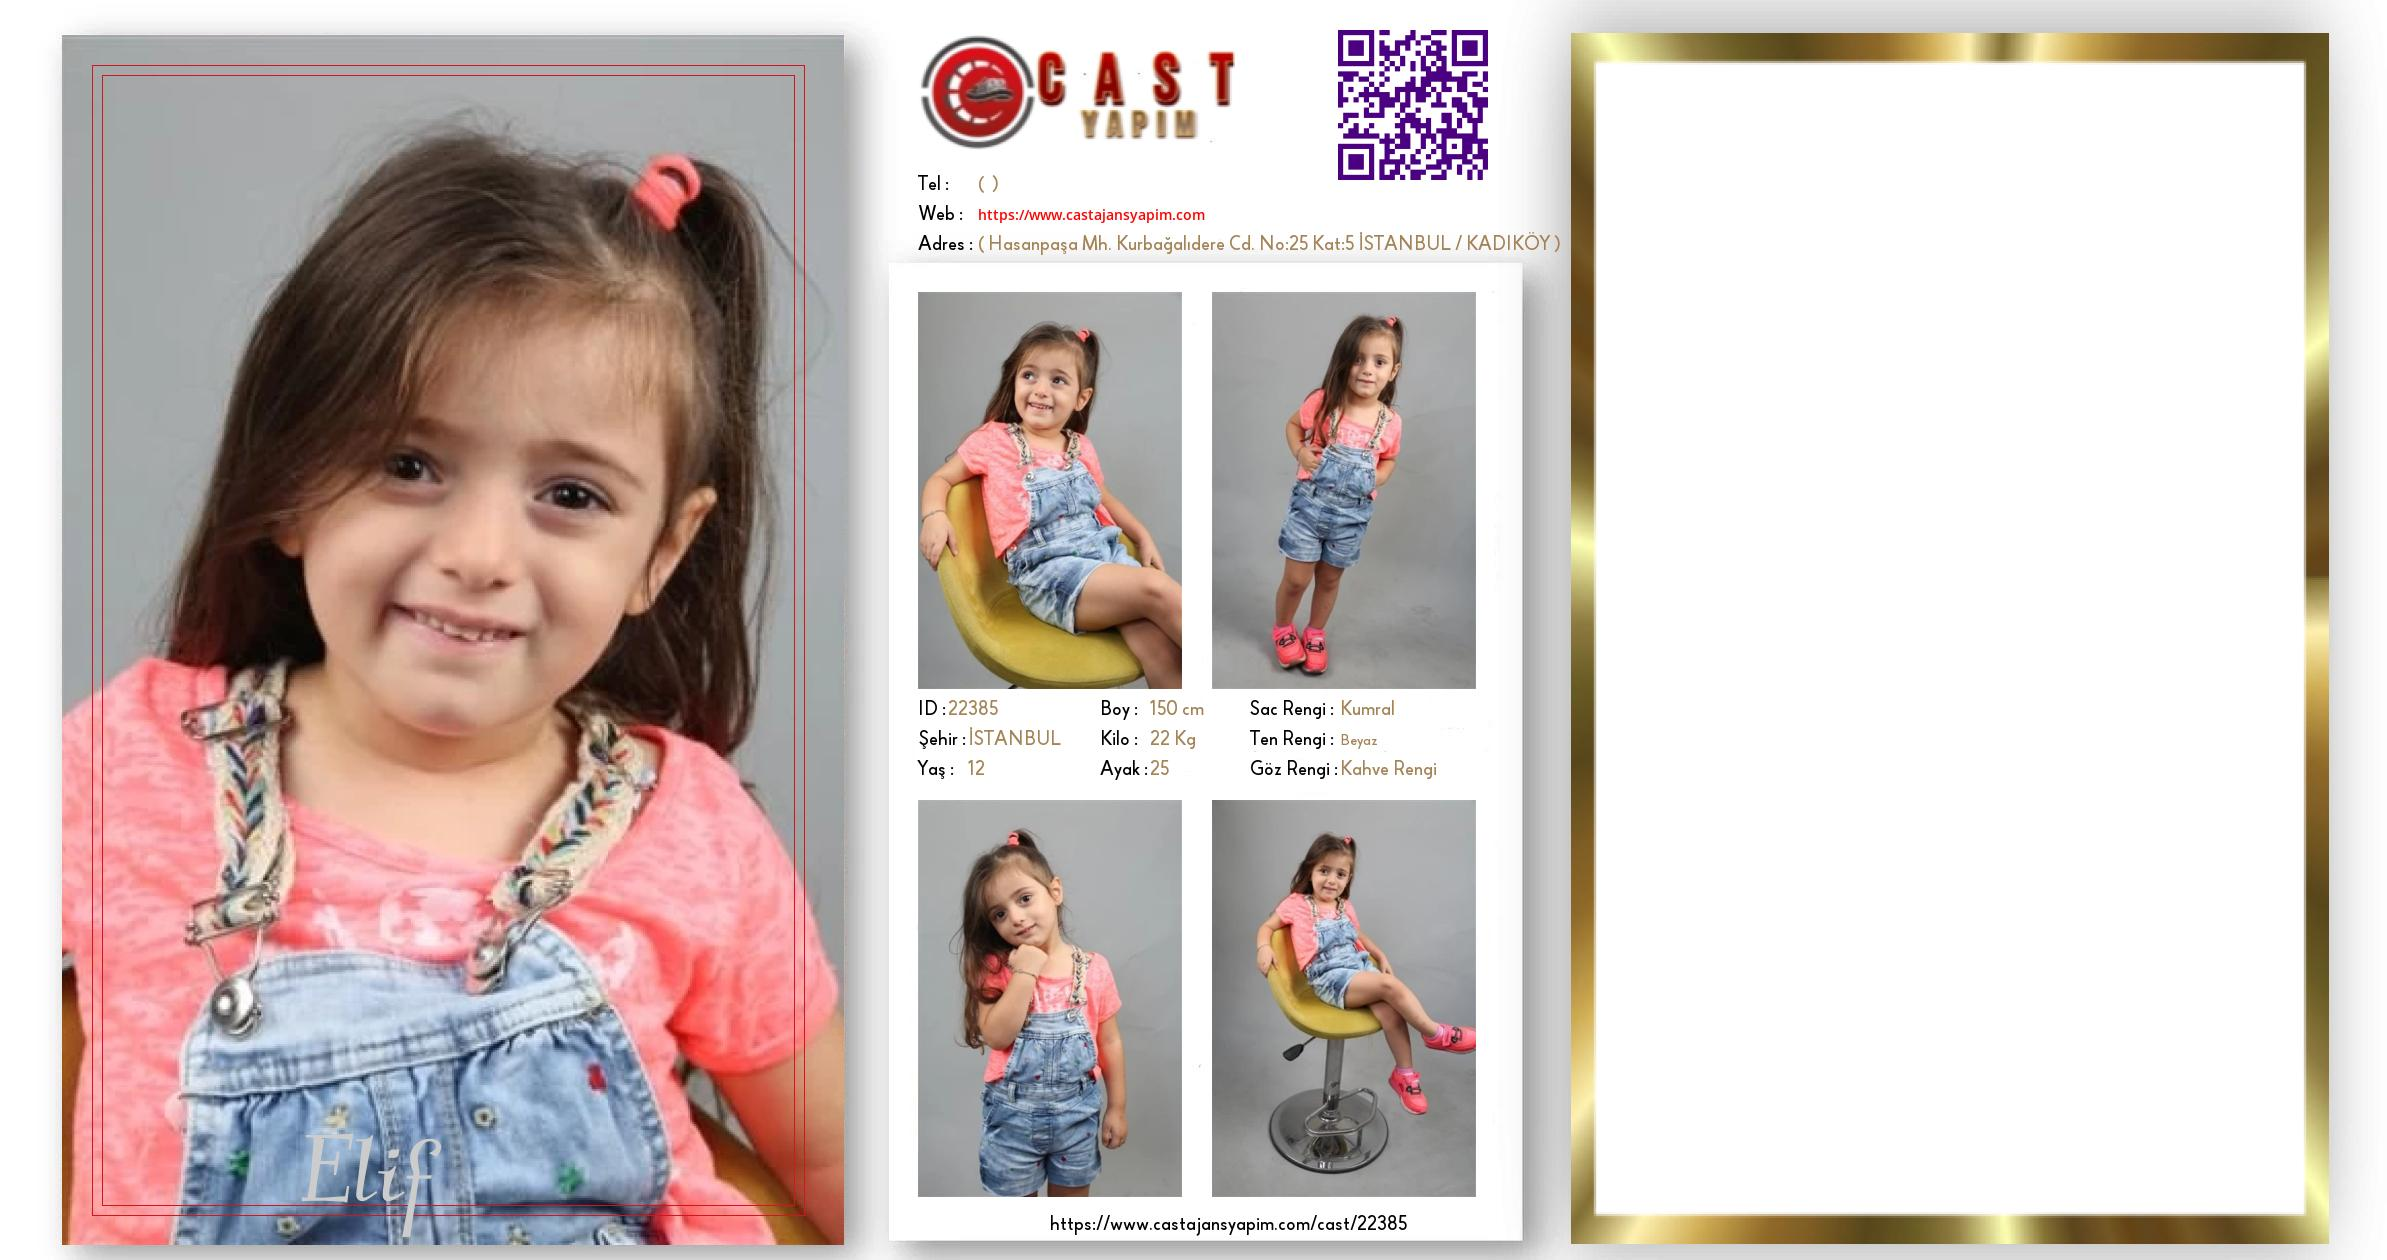 Elif
CAST
YAPIM
Tel : ( )
Web : https://www.castajansyapim.com
Adres : ( Hasanpaşa Mh. Kurbağalıdere Cd. No:25 Kat:5 İSTANBUL / KADIKÖY )
ID : 22385 Boy : 150 cm Sac Rengi : Kumral
Şehir : İSTANBUL Kilo : 22 Kg Ten Rengi : Beyaz
Yaş : 12 Ayak : 25 Göz Rengi : Kahve Rengi
https://www.castajansyapim.com/cast/22385